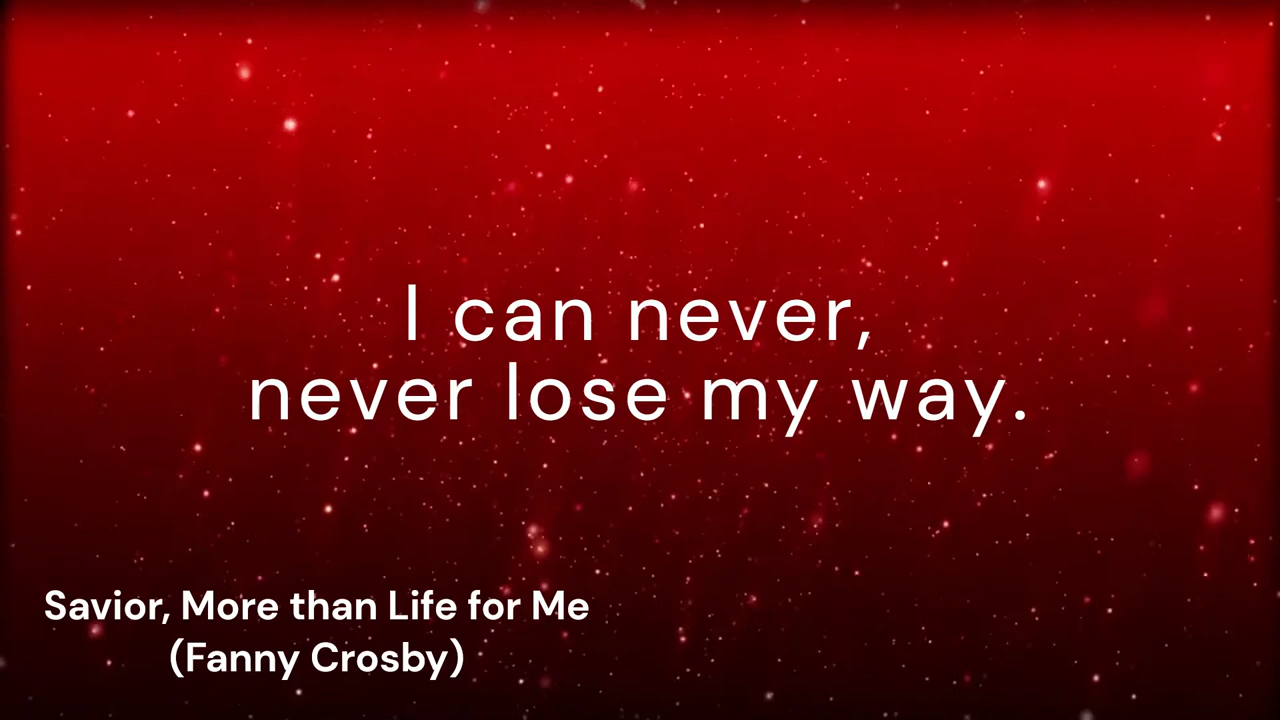 I can never,
never lose my way.
Savior, More than Life for Me
(Fanny Crosby)